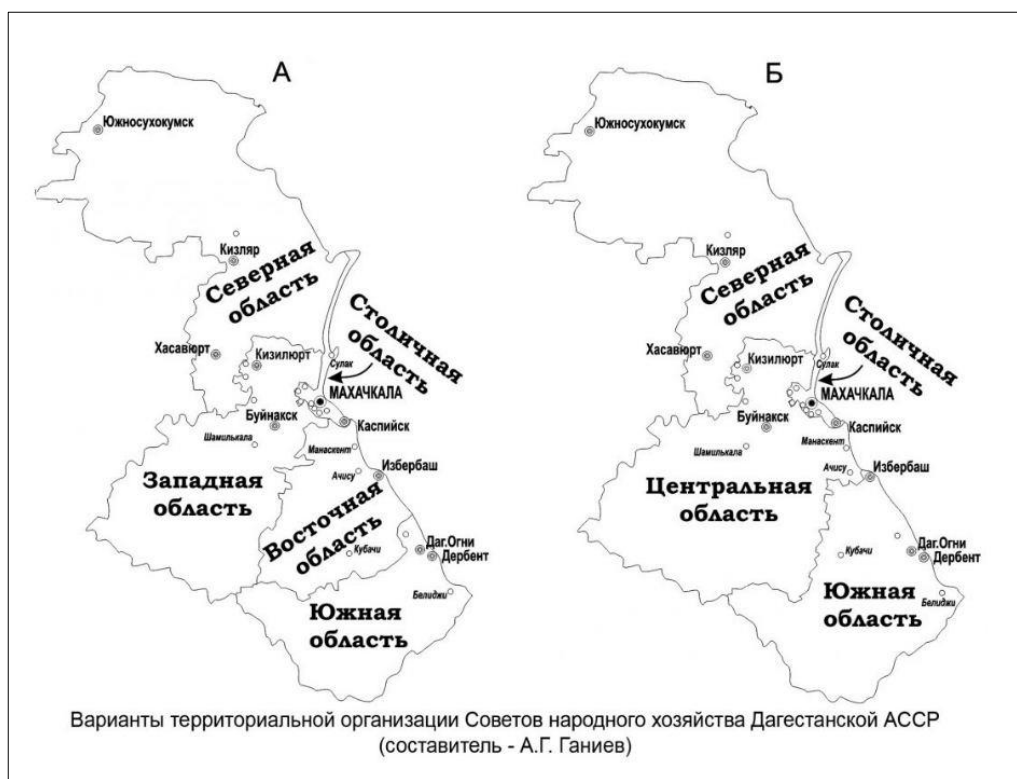 А
Южносухокумск
Кизляр
Северная
область
Столичная
область
Хасавюрт
Кизилюрт
Сулак
МАХАЧКАЛА
Буйнакск
Каспийск
Шамилькала
Манаскент
Западная
область
Ачису
Избербаш
Восточная
область
Кубачи
Даг.Огни
Дербент
Белиджи
Южная
область
Б
Южносухокумск
Кизляр
Северная
область
Столичная
область
Хасавюрт
Кизилюрт
Сулак
МАХАЧКАЛА
Буйнакск
Каспийск
Шамилькала
Манаскент
Ачису
Избербаш
Центральная
область
Кубачи
Даг.Огни
Дербент
Южная
область
Белиджи
Варианты территориальной организации Советов народного хозяйства Дагестанской АССР
(составитель - А.Г. Ганиев)